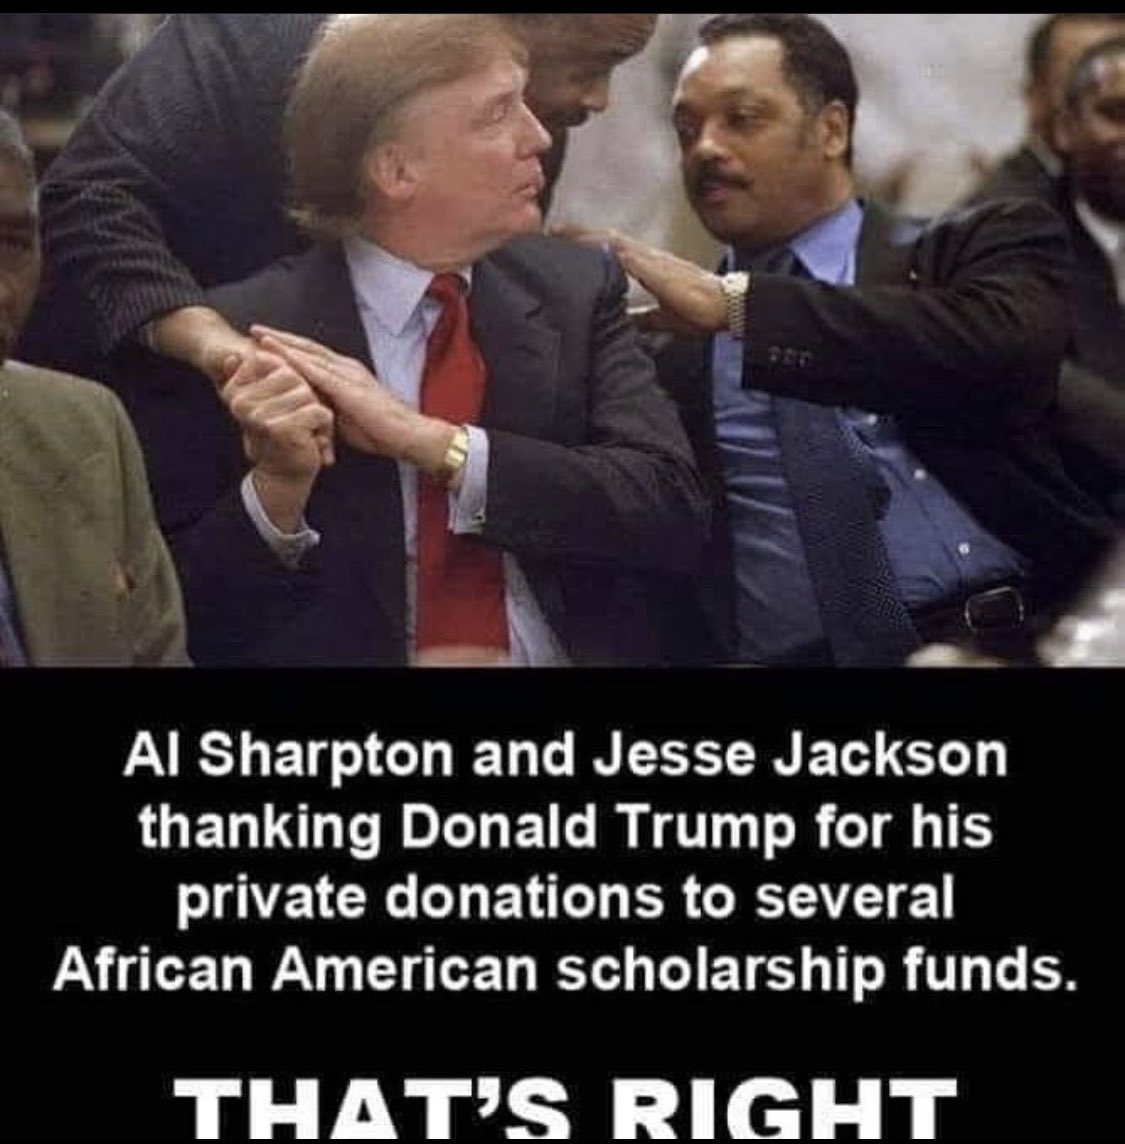 Al Sharpton and Jesse Jackson
thanking Donald Trump for his
private donations to several
African American scholarship funds.
THAT'S RIGHT